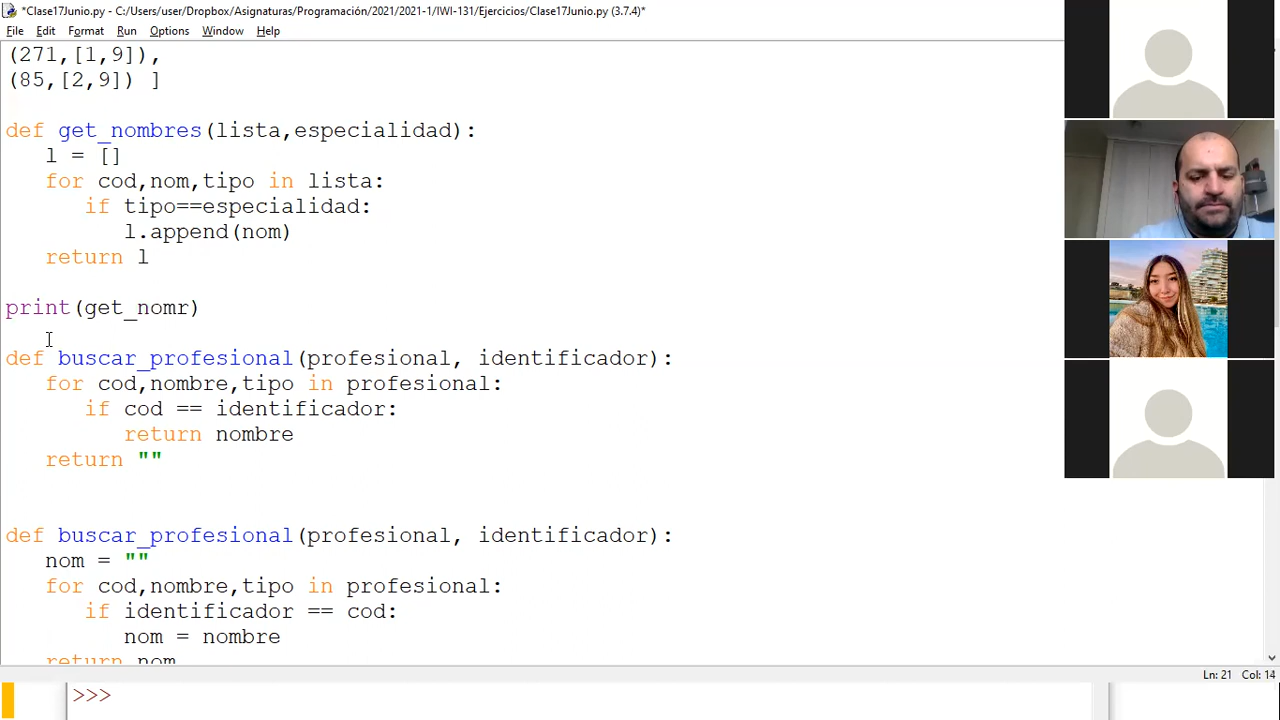 *Clase17Junio.py - C:/Users/user/Dropbox/Asignaturas/Programación/2021/2021-1/IWI-131/Ejercicios/Clase17Junio.py (3.7.4)*
File Edit Format Run Options Window Help
(271,[1,9]),
(85,[2,9]) ]
def get_nombres(lista,especialidad):
l = []
for cod,nom,tipo in lista:
if tipo==especialidad:
l.append(nom)
return l
print(get_nomr)
def buscar_profesional(profesional, identificador):
for cod,nombre,tipo in profesional:
if cod == identificador:
return nombre
return ""
def buscar_profesional(profesional, identificador):
nom = ""
for cod,nombre,tipo in profesional:
if identificador == cod:
nom = nombre
return nom
Ln: 21 Col: 14
>>>